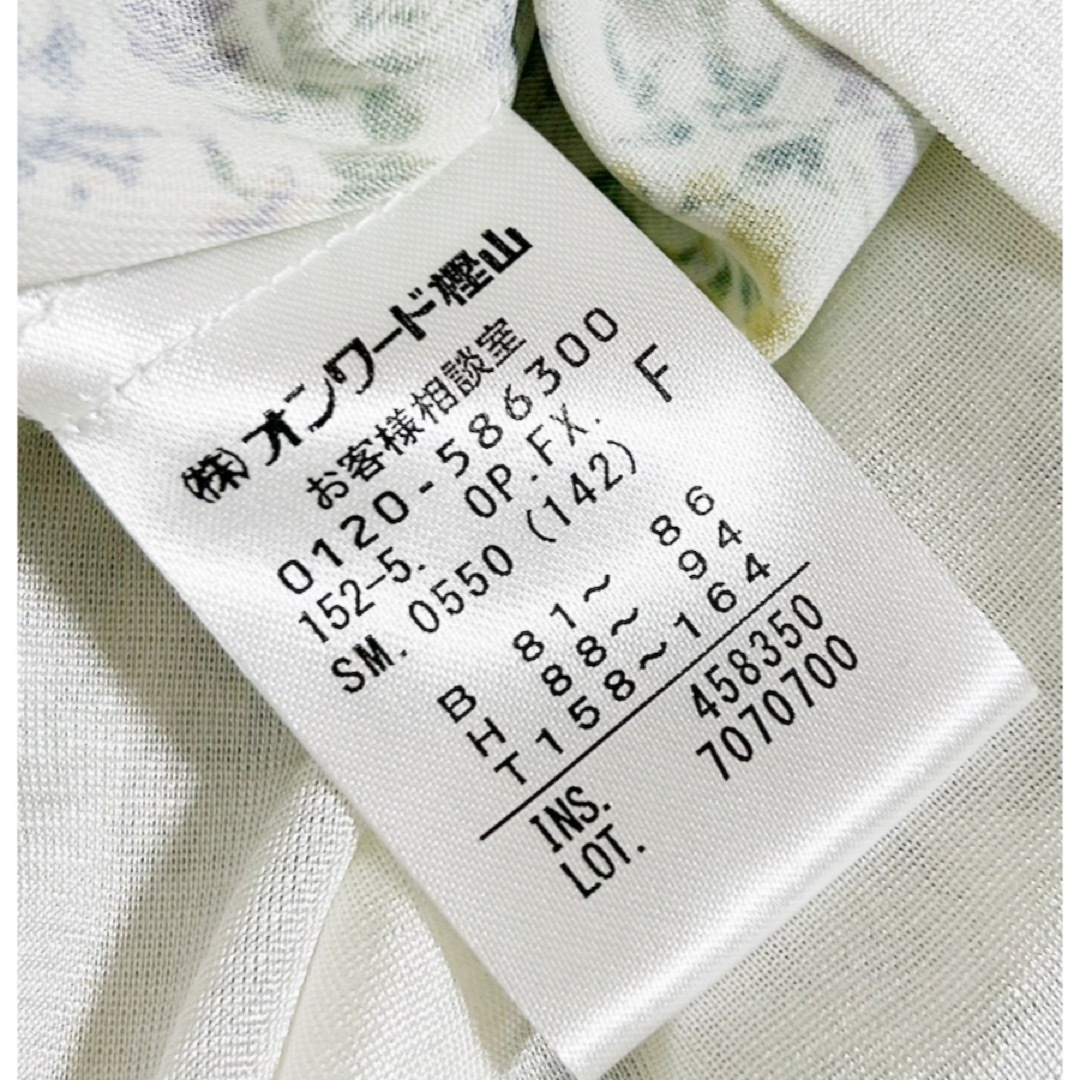 ㈱オンワード樫山
お客様相談室
0120-586300
152-5. OP.FX. F
SM. 0550 (142)
B 81～ 86
H 88～ 94
T158～164
INS. 458350
LOT. 7070700